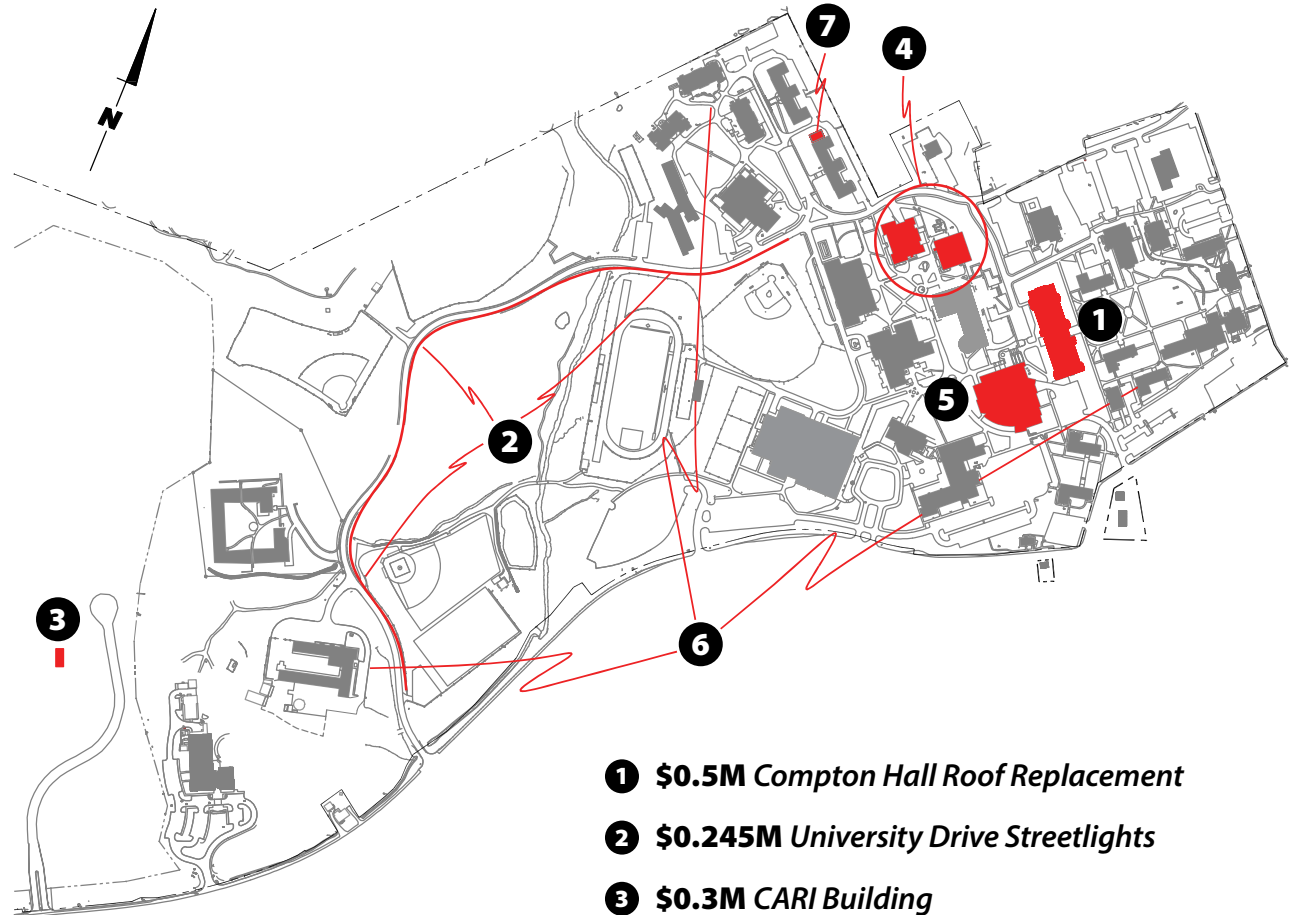 N
7
4
1
5
2
3
6
1 $0.5M Compton Hall Roof Replacement
2 $0.245M University Drive Streetlights
3 $0.3M CARI Building